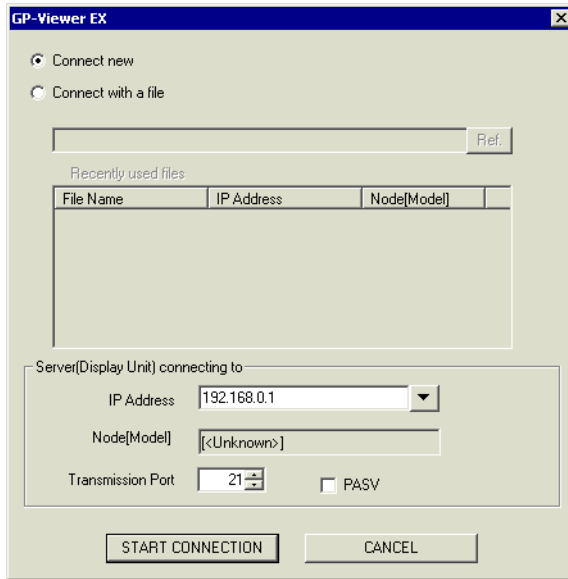 GP-Viewer EX
Connect new
Connect with a file
Ref.
Recently used files
File Name IP Address Node[Model]
Server(Display Unit) connecting to
IP Address 192.168.0.1
Node[Model] [<Unknown>]
Transmission Port 21 PASV
START CONNECTION CANCEL